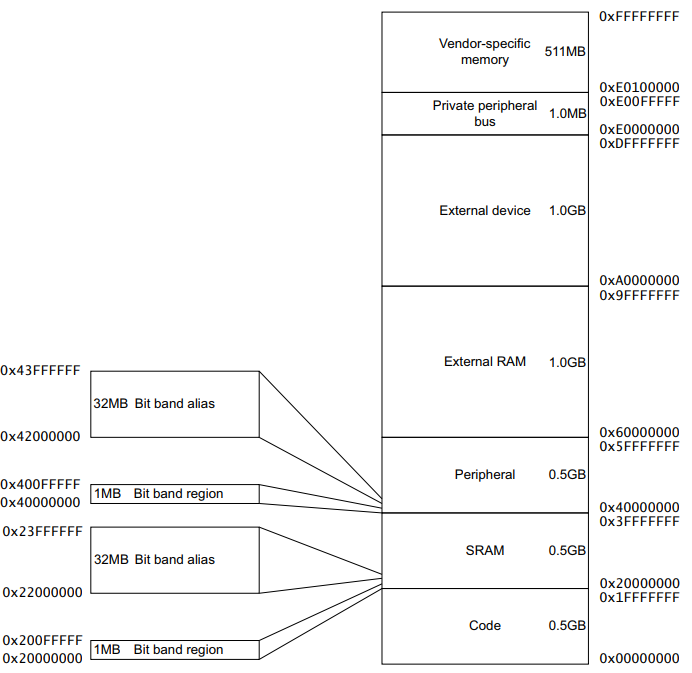 0xFFFFFFFF
Vendor-specific
memory
511MB
0xE0100000
0xE00FFFFF
Private peripheral
bus
1.0MB
0xE0000000
0xDFFFFFFF
External device 1.0GB
0xA0000000
0x9FFFFFFF
External RAM 1.0GB
0x60000000
0x5FFFFFFF
Peripheral 0.5GB
0x40000000
0x3FFFFFFF
SRAM 0.5GB
0x20000000
0x1FFFFFFF
Code 0.5GB
0x00000000
0x43FFFFFF
32MB Bit band alias
0x42000000
0x400FFFFF
1MB Bit band region
0x40000000
0x23FFFFFF
32MB Bit band alias
0x22000000
0x200FFFFF
1MB Bit band region
0x20000000